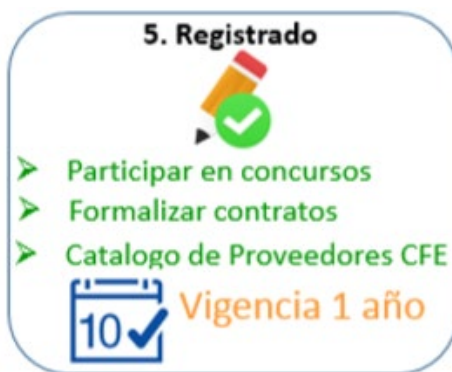 5. Registrado
Participar en concursos
Formalizar contratos
Catalogo de Proveedores CFE
10
Vigencia 1 año